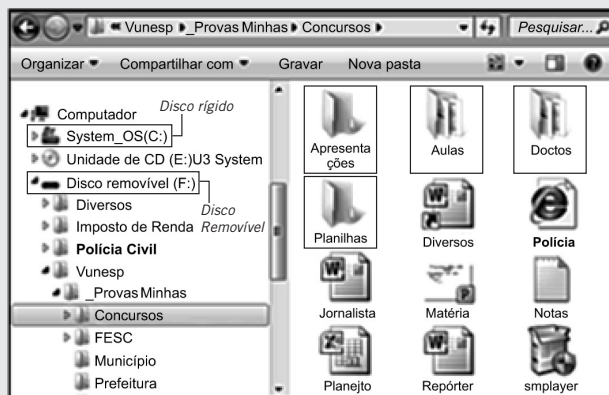 Vunesp _Provas Minhas Concursos Pesquisar...
Organizar Compartilhar com Gravar Nova pasta
Computador
Disco rígido
System_OS(C:)
Unidade de CD (E:)U3 System
Disco removível (F:)
Diversos
Disco
Imposto de Renda
Removível
Polícia Civil
Vunesp
_Provas Minhas
Concursos
FESC
Município
Prefeitura
Apresenta
ções
Aulas
Doctos
Planilhas
Diversos
Polícia
Jornalista
Matéria
Notas
Planejto
Repórter
smplayer